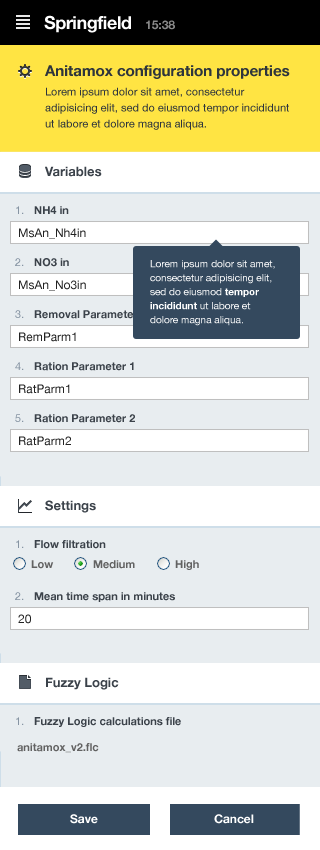 Springfield 15:38
Anitamox configuration properties
Lorem ipsum dolor sit amet, consectetur
adipisicing elit, sed do eiusmod tempor incididunt
ut labore et dolore magna aliqua.
Variables
1. NH4 in
MsAn_Nh4in
Lorem ipsum dolor sit amet,
consectetur adipisicing elit,
sed do eiusmod tempor
incididunt ut labore et
dolore magna aliqua.
2. NO3 in
MsAn_No3in
3. Removal Paramete
RemParm1
4. Ration Parameter 1
RatParm1
5. Ration Parameter 2
RatParm2
Settings
1. Flow filtration
Low Medium High
2. Mean time span in minutes
20
Fuzzy Logic
1. Fuzzy Logic calculations file
anitamox_v2.flc
Save Cancel